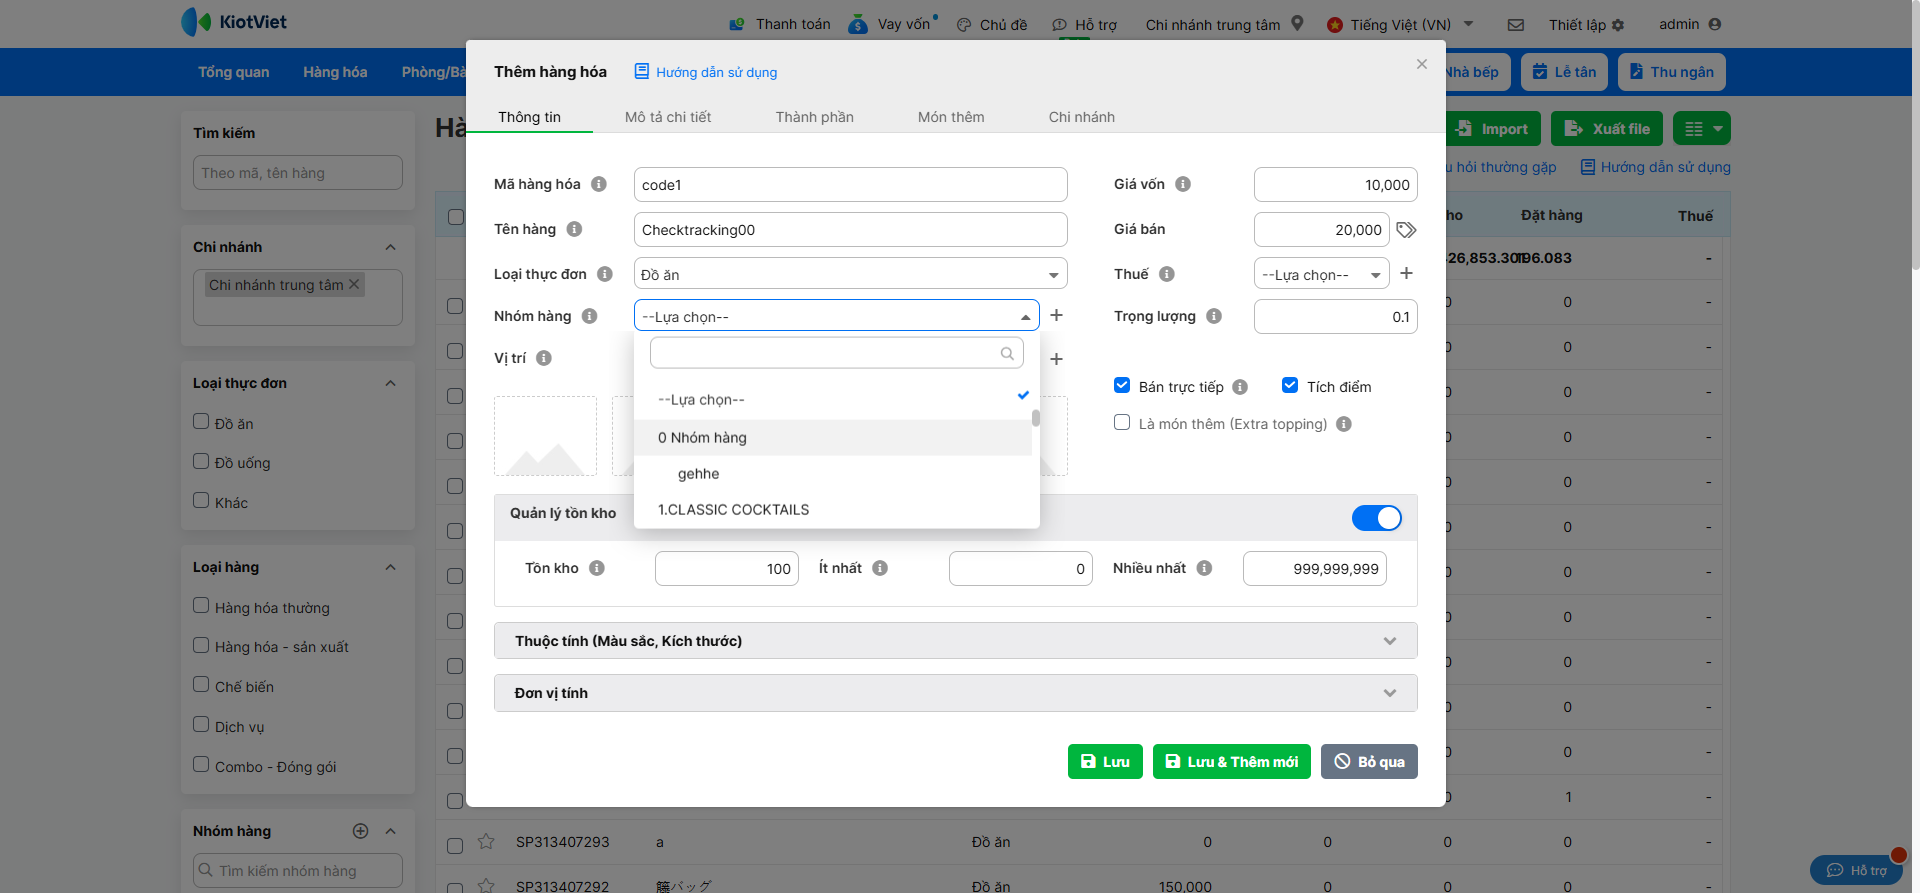 KiotViet
Thanh toán
Vay vốn
Chủ đề
Hỗ trợ
Chi nhánh trung tâm
Tiếng Việt (VN)
Thiết lập
admin
Tổng quan
Hàng hóa
Phòng/Bà
Nhà bếp
Lễ tân
Thu ngân
Thêm hàng hóa
Hướng dẫn sử dụng
Thông tin
Mô tả chi tiết
Thành phần
Món thêm
Chi nhánh
Tìm kiếm
Theo mã, tên hàng
Hà
Import
Xuất file
u hỏi thường gặp
Hướng dẫn sử dụng
Mã hàng hóa
code1
Giá vốn
10,000
Tên hàng
Checktracking00
Giá bán
20,000
Loại thực đơn
Đồ ăn
Thuế
--Lựa chọn--
Nhóm hàng
--Lựa chọn--
Trọng lượng
0.1
Vị trí
--Lựa chọn--
0 Nhóm hàng
gehhe
1.CLASSIC COCKTAILS
Bán trực tiếp
Tích điểm
Là món thêm (Extra topping)
Quản lý tồn kho
Tồn kho
100
Ít nhất
0
Nhiều nhất
999,999,999
Thuộc tính (Màu sắc, Kích thước)
Đơn vị tính
Lưu
Lưu & Thêm mới
Bỏ qua
Chi nhánh
Chi nhánh trung tâm
Loại thực đơn
Đồ ăn
Đồ uống
Khác
Loại hàng
Hàng hóa thường
Hàng hóa - sản xuất
Chế biến
Dịch vụ
Combo - Đóng gói
Nhóm hàng
Tìm kiếm nhóm hàng
ho
Đặt hàng
Thuế
196.083
-
0 0 -
0 0 -
0 0 -
0 0 -
0 0 -
0 0 -
0 0 -
0 0 -
0 0 -
0 0 -
0 0 -
0 1 -
SP313407293 a Đồ ăn 0 0 0 0 -
SP313407292 籐バッグ Đồ ăn 150,000 0 0 0 -
Hỗ trợ